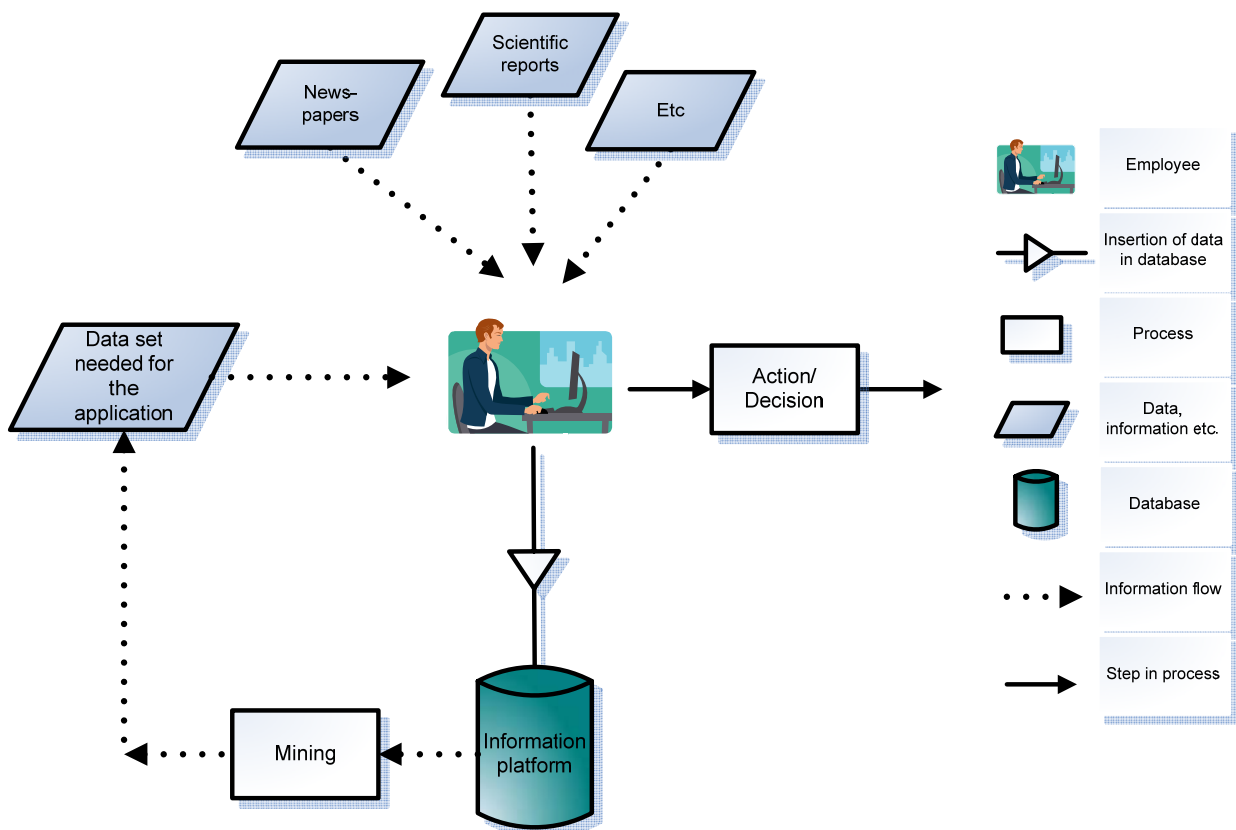 Scientific
reports
News–
papers
Etc
Data set
needed for
the
application
Action/
Decision
Mining
Information
platform
Employee
Insertion of data
in database
Process
Data,
information etc.
Database
Information flow
Step in process